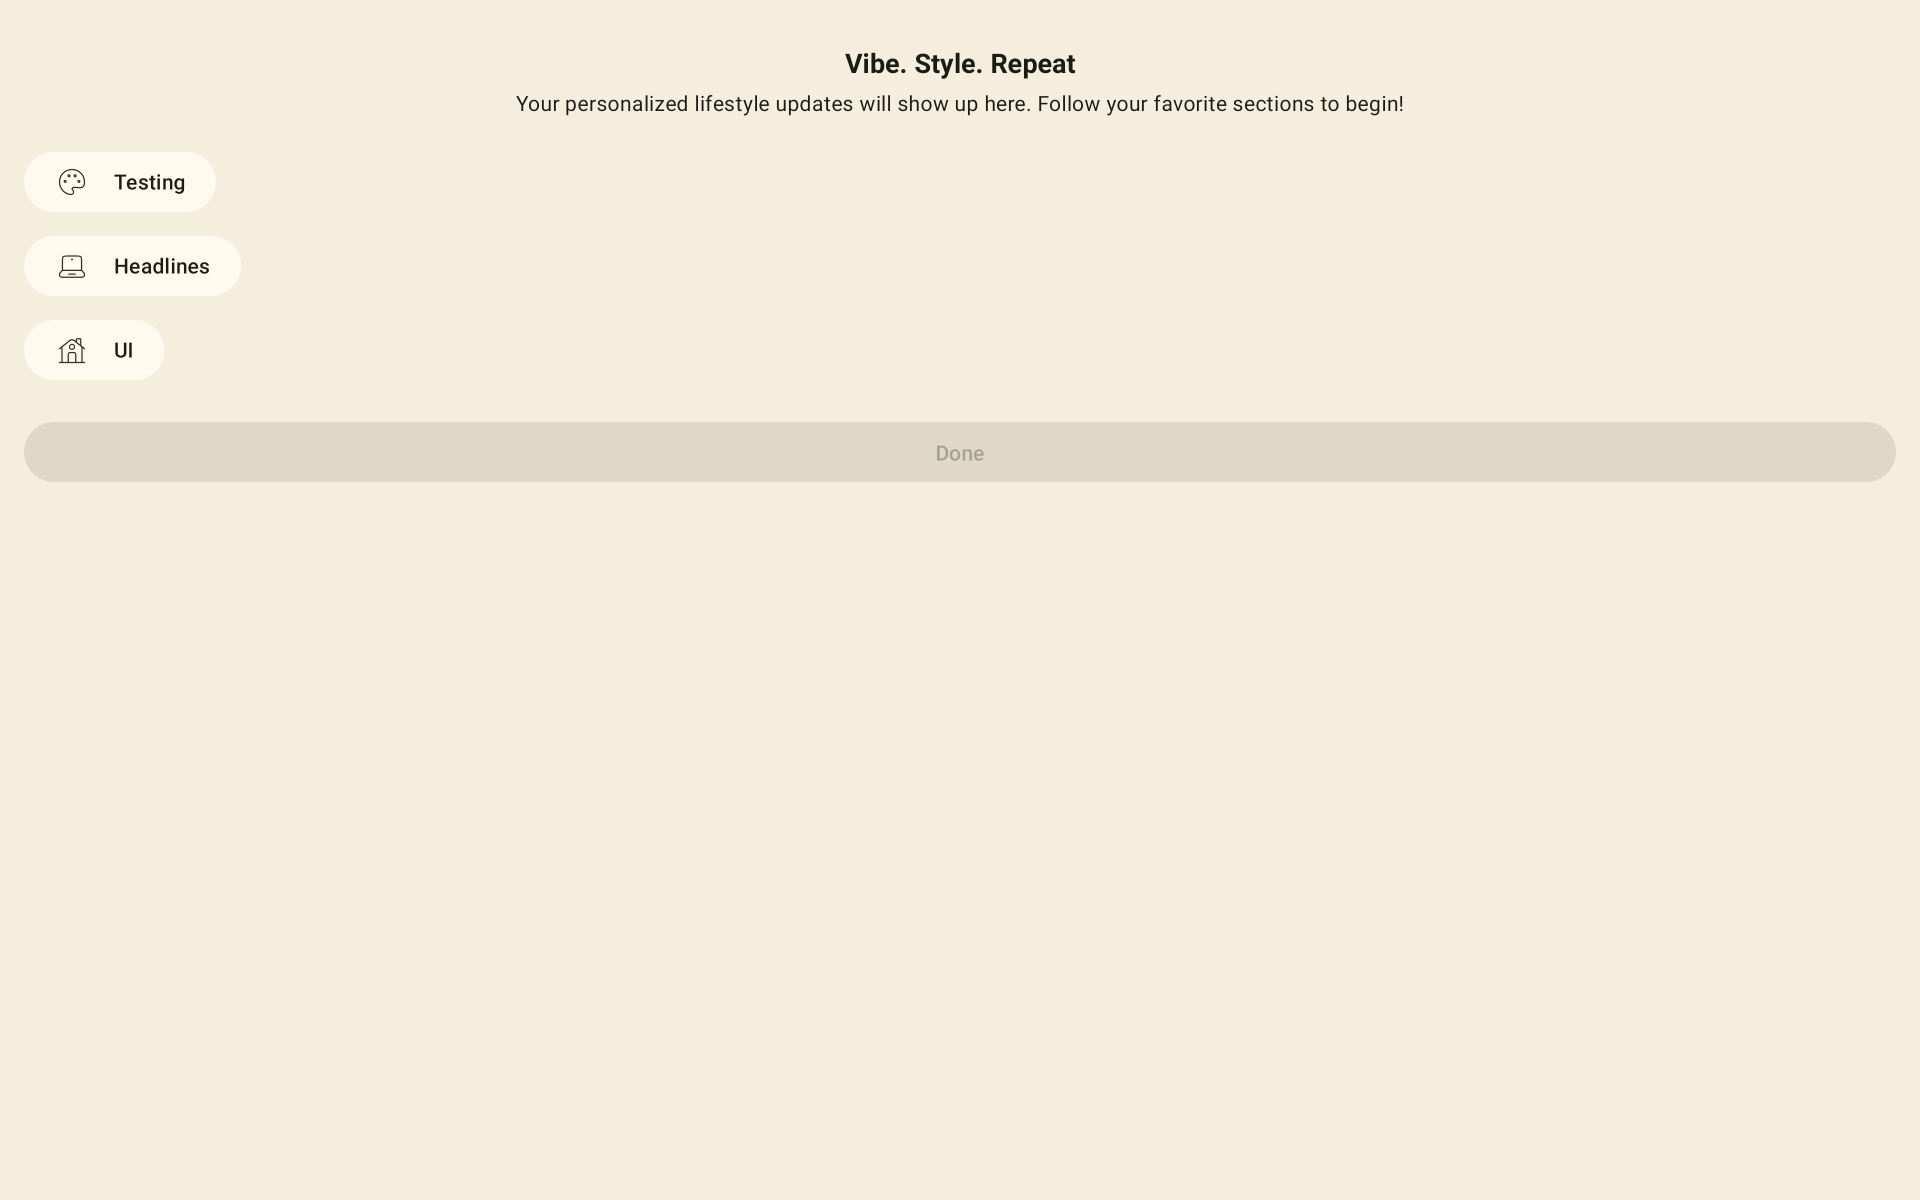 Vibe. Style. Repeat
Your personalized lifestyle updates will show up here. Follow your favorite sections to begin!
Testing
Headlines
UI
Done